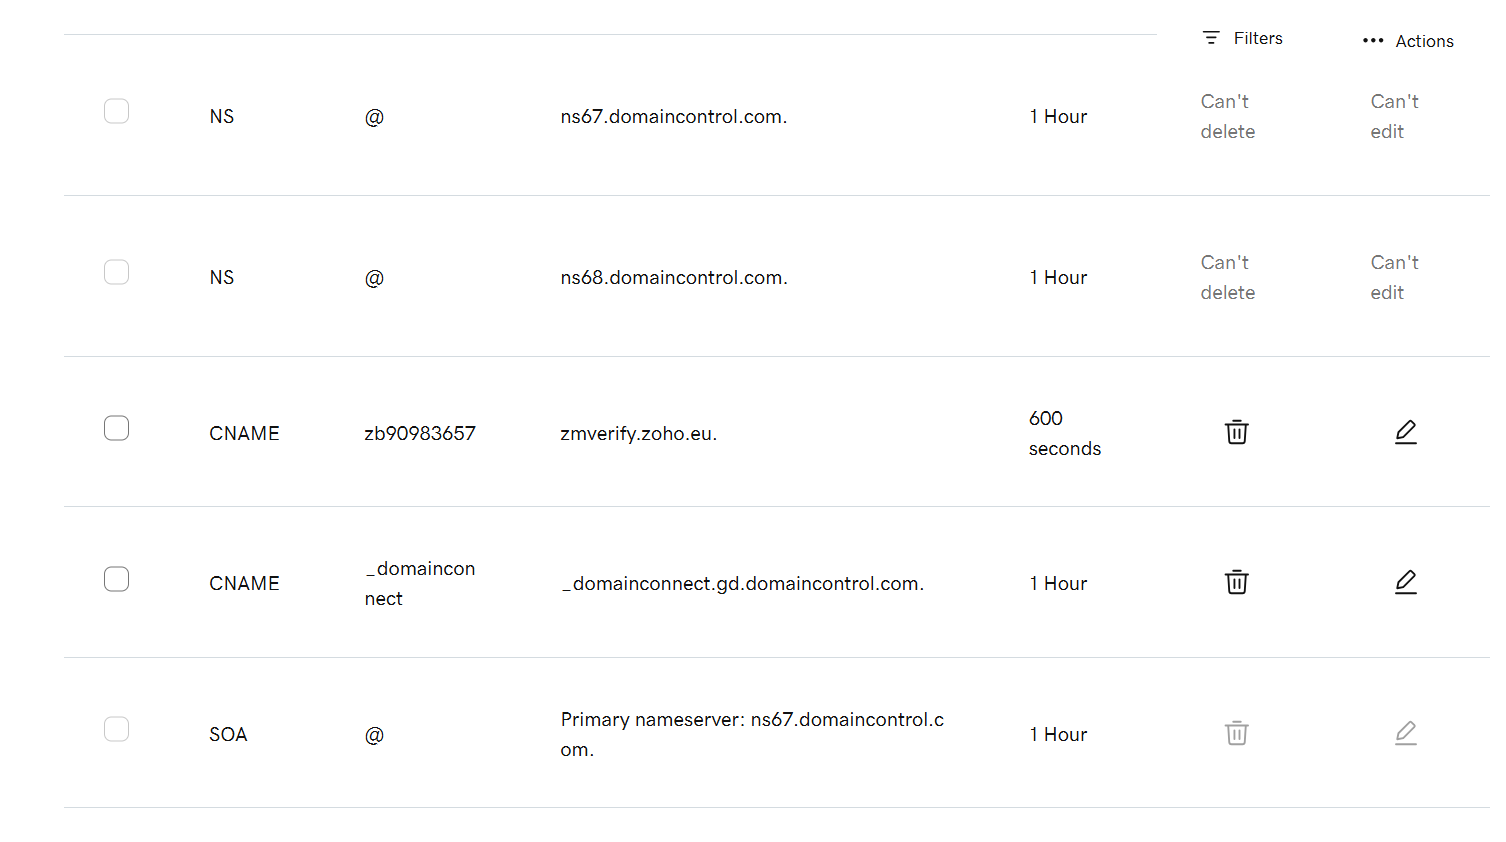 Filters
Actions
NS @ ns67.domaincontrol.com. 1 Hour Can't delete Can't edit
NS @ ns68.domaincontrol.com. 1 Hour Can't delete Can't edit
CNAME zb90983657 zmverify.zoho.eu. 600 seconds
CNAME _domainconnect _domainconnect.gd.domaincontrol.com. 1 Hour
SOA @ Primary nameserver: ns67.domaincontrol.com. 1 Hour